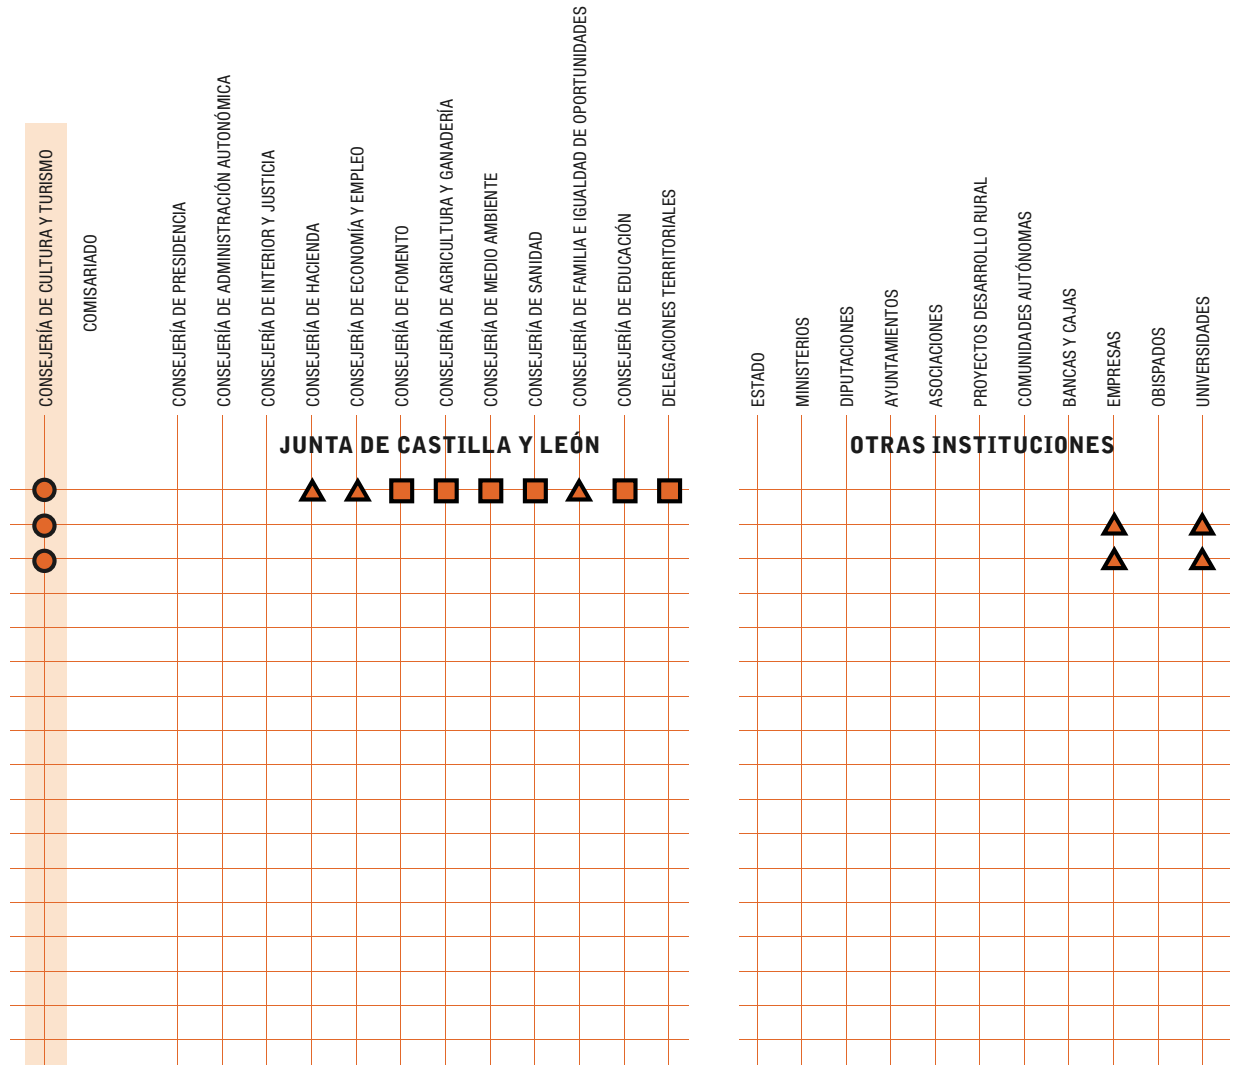 CONSEJERÍA DE CULTURA Y TURISMO
COMISARIADO
CONSEJERÍA DE PRESIDENCIA
CONSEJERÍA DE ADMINISTRACIÓN AUTONÓMICA
CONSEJERÍA DE INTERIOR Y JUSTICIA
CONSEJERÍA DE HACIENDA
CONSEJERÍA DE ECONOMÍA Y EMPLEO
CONSEJERÍA DE FOMENTO
CONSEJERÍA DE AGRICULTURA Y GANADERÍA
CONSEJERÍA DE MEDIO AMBIENTE
CONSEJERÍA DE SANIDAD
CONSEJERÍA DE FAMILIA E IGUALDAD DE OPORTUNIDADES
CONSEJERÍA DE EDUCACIÓN
DELEGACIONES TERRITORIALES
ESTADO
MINISTERIOS
DIPUTACIONES
AYUNTAMIENTOS
ASOCIACIONES
PROYECTOS DESARROLLO RURAL
COMUNIDADES AUTÓNOMAS
BANCAS Y CAJAS
EMPRESAS
OBISPADOS
UNIVERSIDADES
JUNTA DE CASTILLA Y LEÓN
OTRAS INSTITUCIONES